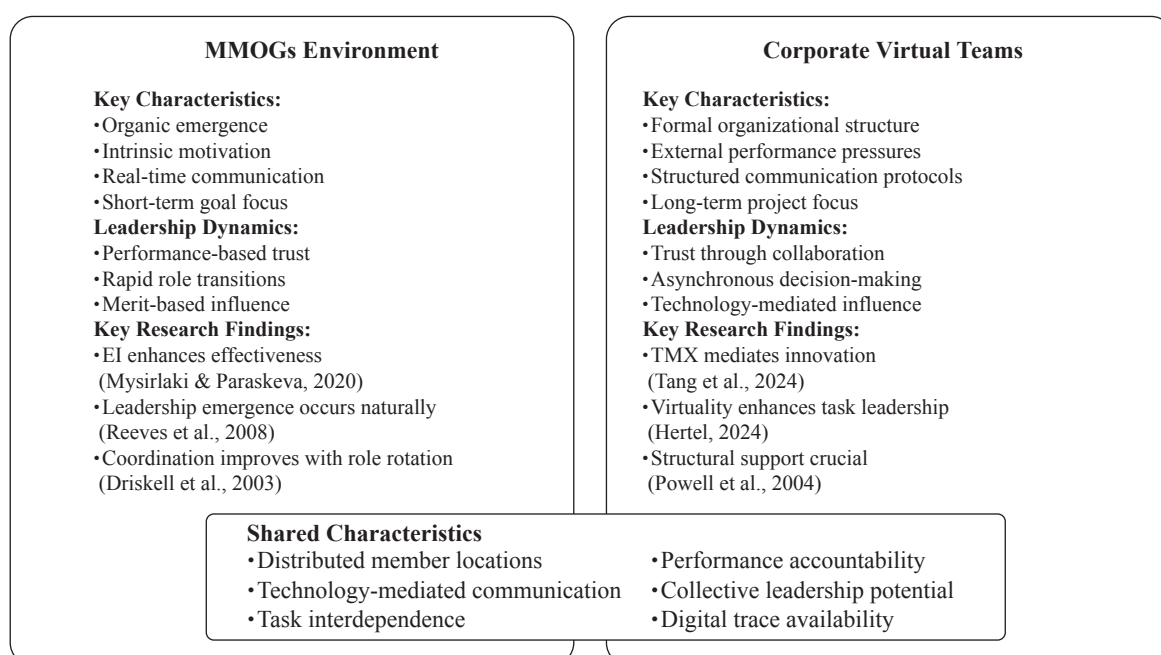 MMOGs Environment
Key Characteristics:
•Organic emergence
•Intrinsic motivation
•Real-time communication
•Short-term goal focus
Leadership Dynamics:
•Performance-based trust
•Rapid role transitions
•Merit-based influence
Key Research Findings:
•EI enhances effectiveness
(Mysirlaki & Paraskeva, 2020)
•Leadership emergence occurs naturally
(Reeves et al., 2008)
•Coordination improves with role rotation
(Driskell et al., 2003)
Corporate Virtual Teams
Key Characteristics:
•Formal organizational structure
•External performance pressures
•Structured communication protocols
•Long-term project focus
Leadership Dynamics:
•Trust through collaboration
•Asynchronous decision-making
•Technology-mediated influence
Key Research Findings:
•TMX mediates innovation
(Tang et al., 2024)
•Virtuality enhances task leadership
(Hertel, 2024)
•Structural support crucial
(Powell et al., 2004)
Shared Characteristics
•Distributed member locations
•Technology-mediated communication
•Task interdependence
•Performance accountability
•Collective leadership potential
•Digital trace availability